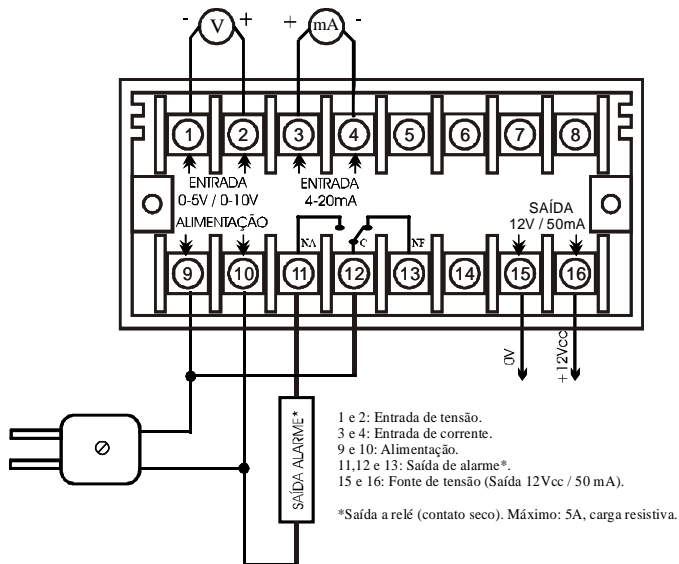 - V + + mA -
1 2 3 4 5 6 7 8
ENTRADA
0-5V / 0-10V
ENTRADA
4-20mA
ALIMENTAÇÃO
SAÍDA
12V / 50mA
NA C NF
9 10 11 12 13 14 15 16
0V
+12Vcc
SAÍDA ALARME*
1 e 2: Entrada de tensão.
3 e 4: Entrada de corrente.
9 e 10: Alimentação.
11,12 e 13: Saída de alarme*.
15 e 16: Fonte de tensão (Saída 12Vcc / 50 mA).
*Saída a relé (contato seco). Máximo: 5A, carga resistiva.